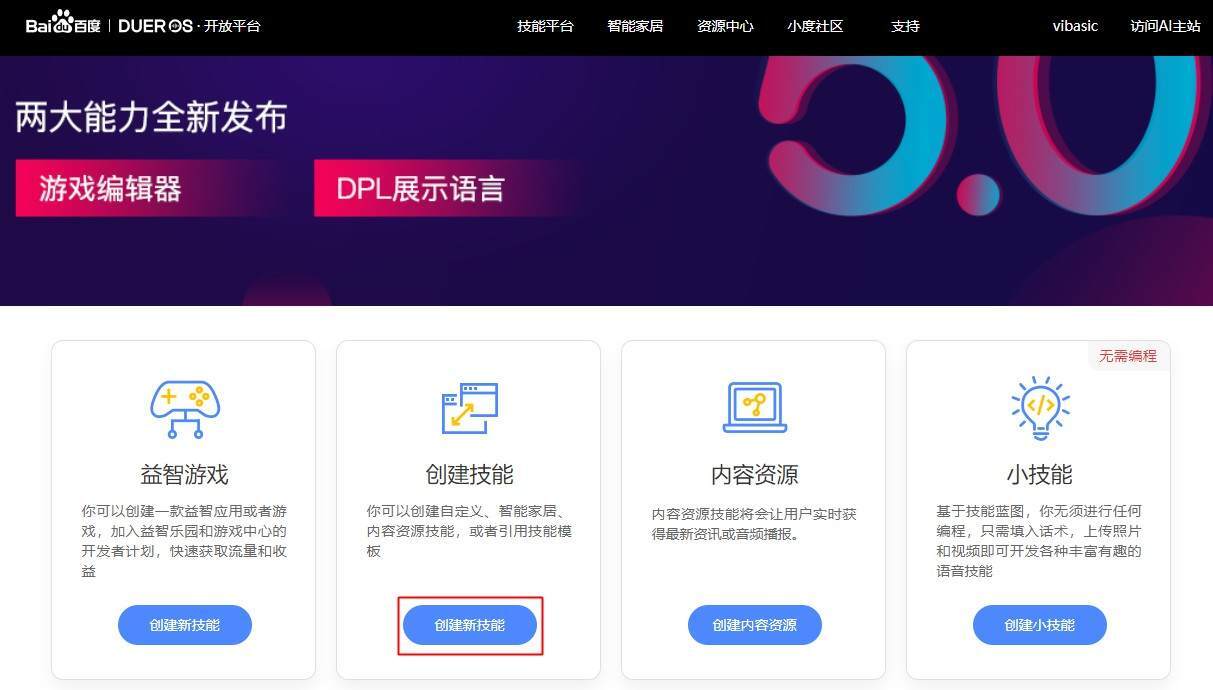 Bai du 百度 | DUEROS · 开放平台 技能平台 智能家居 资源中心 小度社区 支持 vibasic 访问AI主站
两大能力全新发布
游戏编辑器 DPL展示语言
5.0
无需编程
益智游戏
你可以创建一款益智应用或者游
戏，加入益智乐园和游戏中心的
开发者计划，快速获取流量和收
益
创建新技能
创建技能
你可以创建自定义、智能家居、
内容资源技能，或者引用技能模
板
创建新技能
内容资源
内容资源技能将会让用户实时获
得最新资讯或音频播报。
创建内容资源
小技能
基于技能蓝图，你无须进行任何
编程，只需填入话术，上传照片
和视频即可开发各种丰富有趣的
语音技能
创建小技能